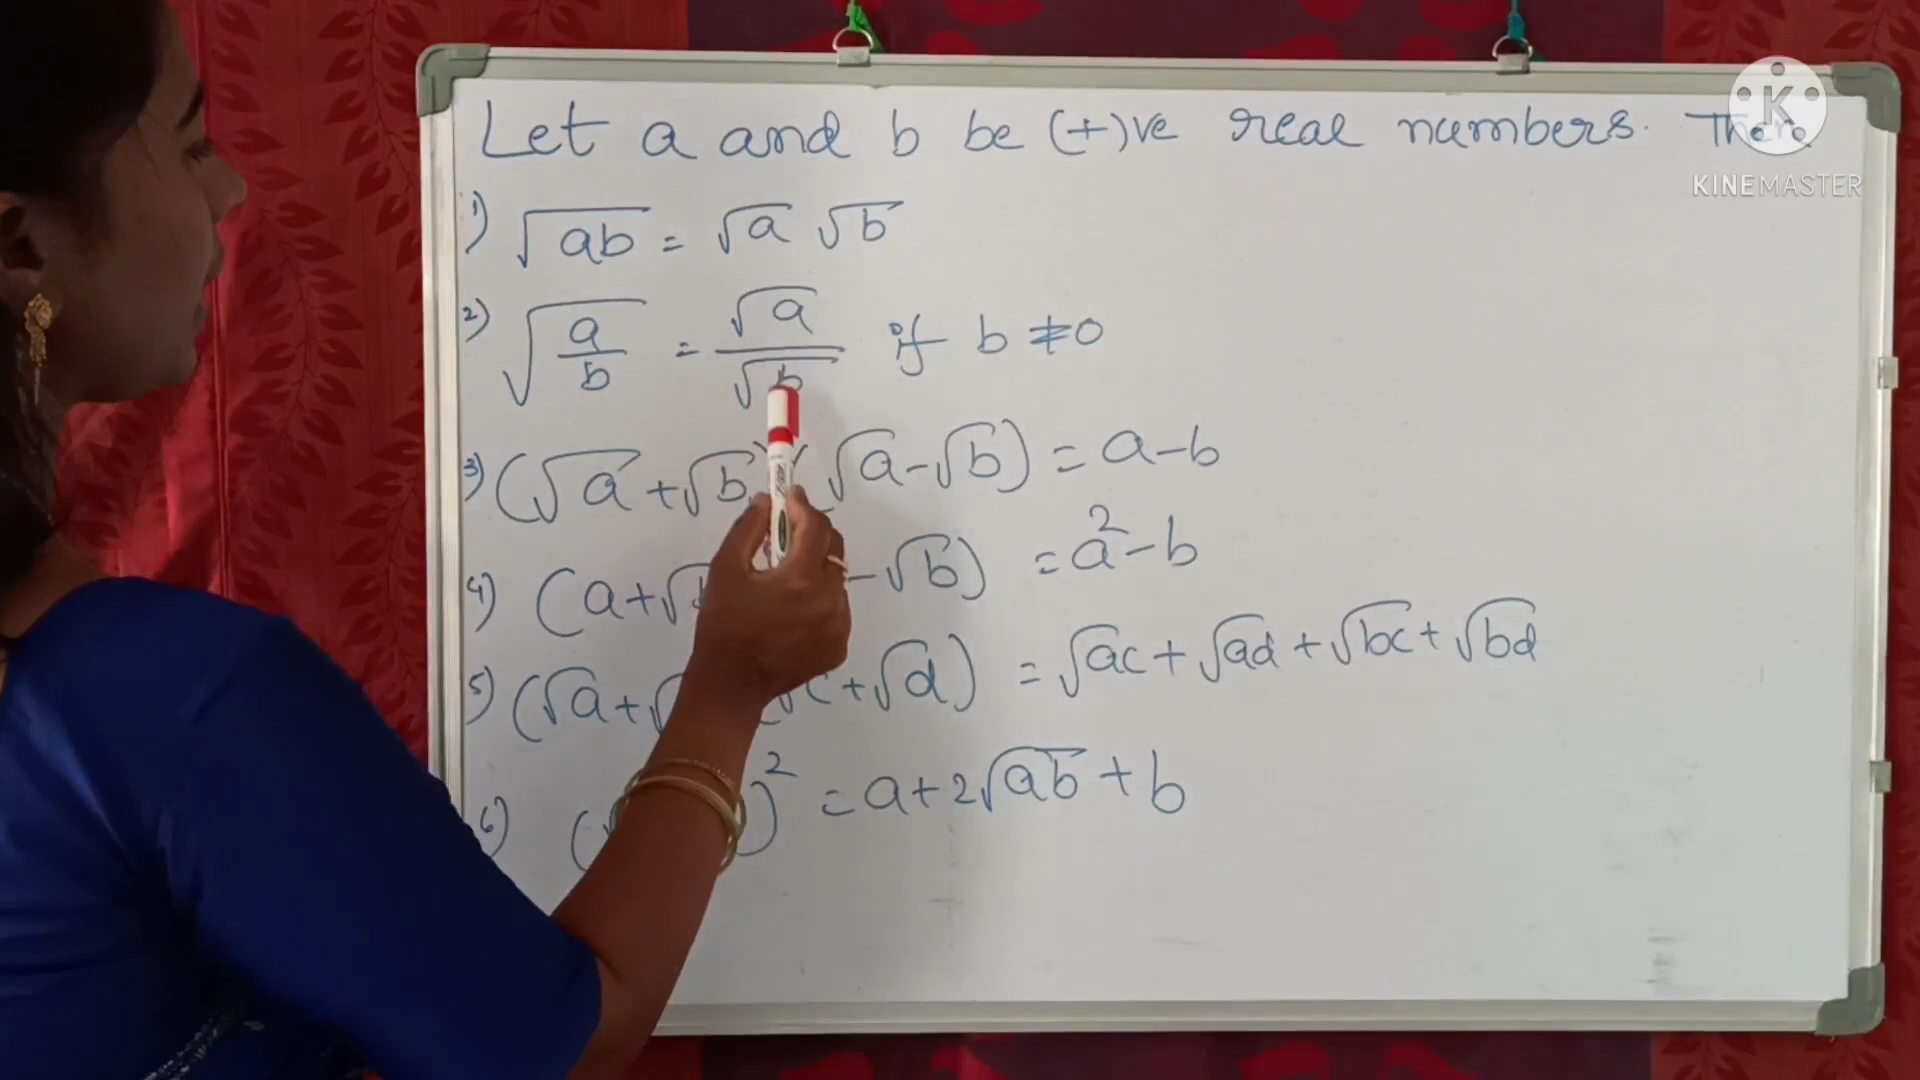 Let a and b be (+)ve real numbers. Then
1) √ab = √a √b
2) √(a/b) = √a/√b if b ≠ 0
3) (√a + √b)(√a - √b) = a - b
4) (a + √ - √b) = a² - b
5) (√a + √ + √d) = √ac + √ad + √bc + √bd
6) ( )² = a + 2√ab + b
K
KINEMASTER